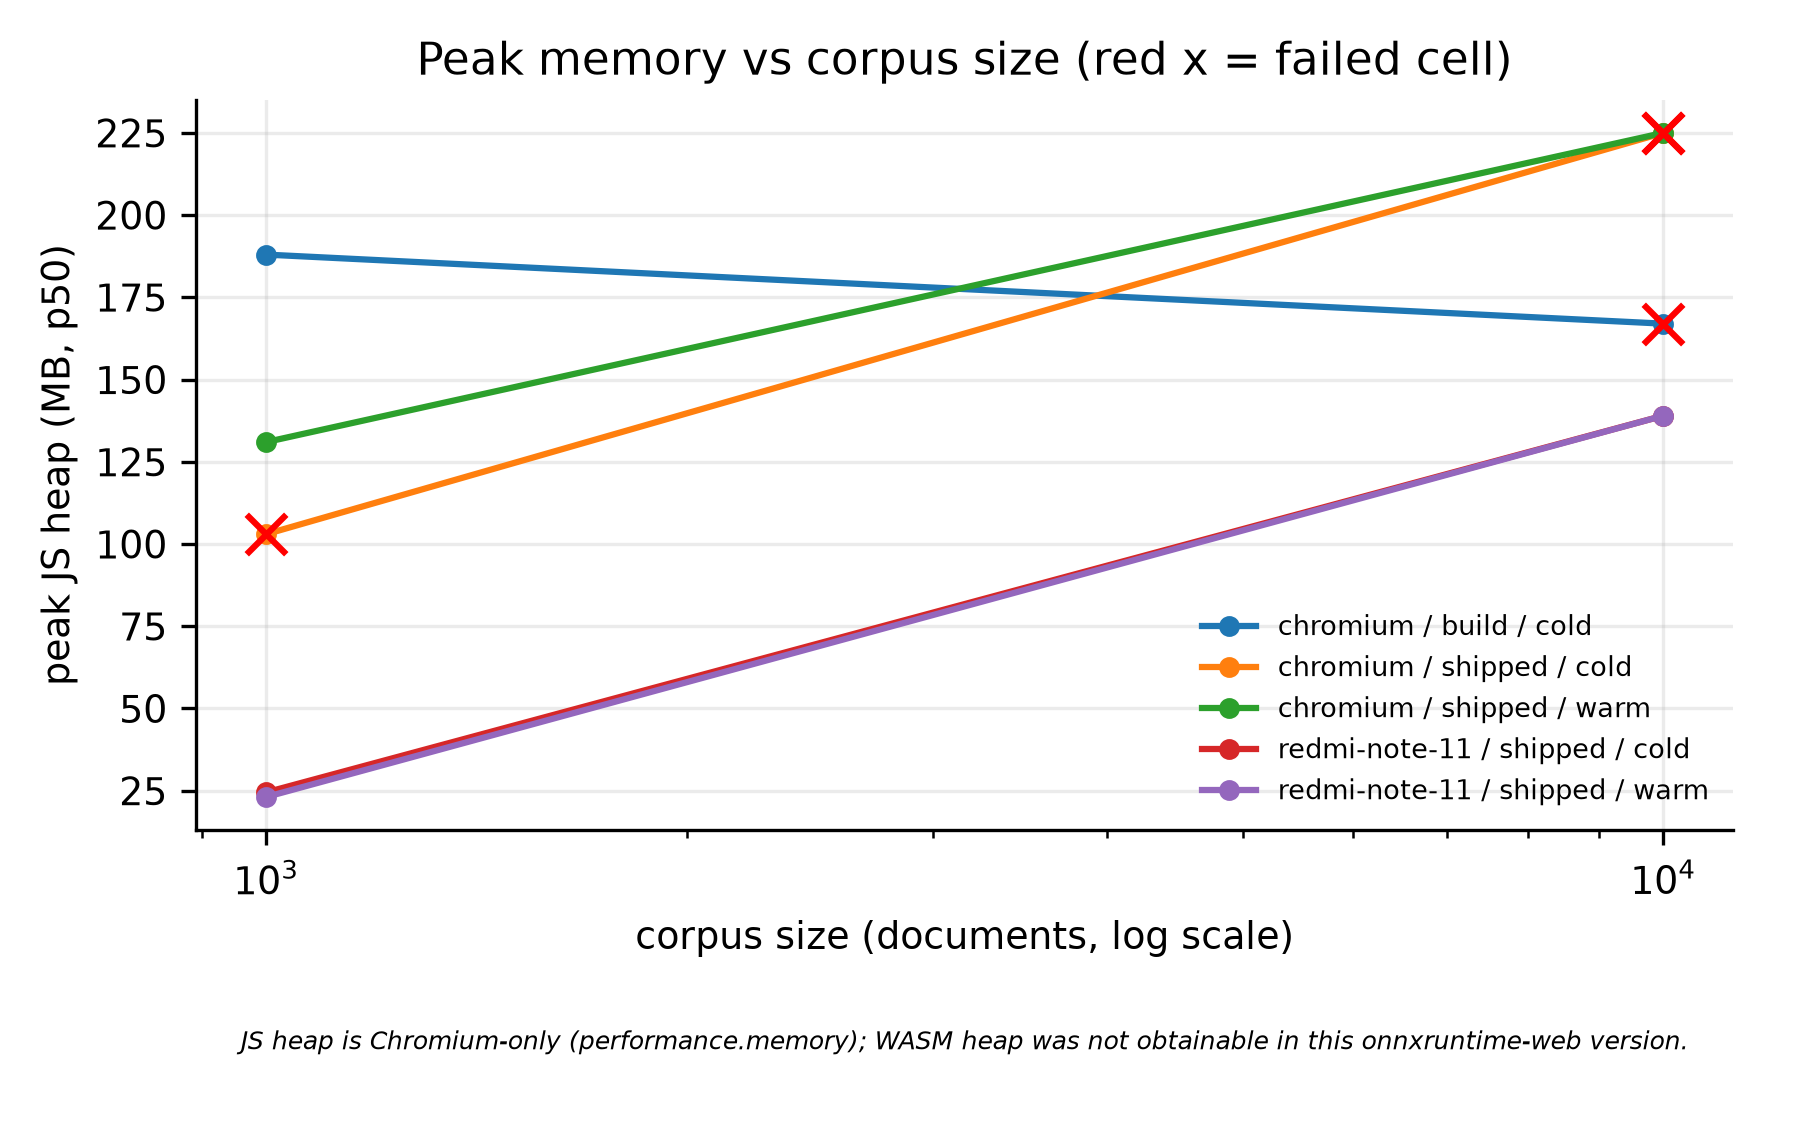 Peak memory vs corpus size (red x = failed cell)
peak JS heap (MB, p50)
225
200
175
150
125
100
75
50
25
chromium / build / cold
chromium / shipped / cold
chromium / shipped / warm
redmi-note-11 / shipped / cold
redmi-note-11 / shipped / warm
10³ 10⁴
corpus size (documents, log scale)
JS heap is Chromium-only (performance.memory); WASM heap was not obtainable in this onnxruntime-web version.